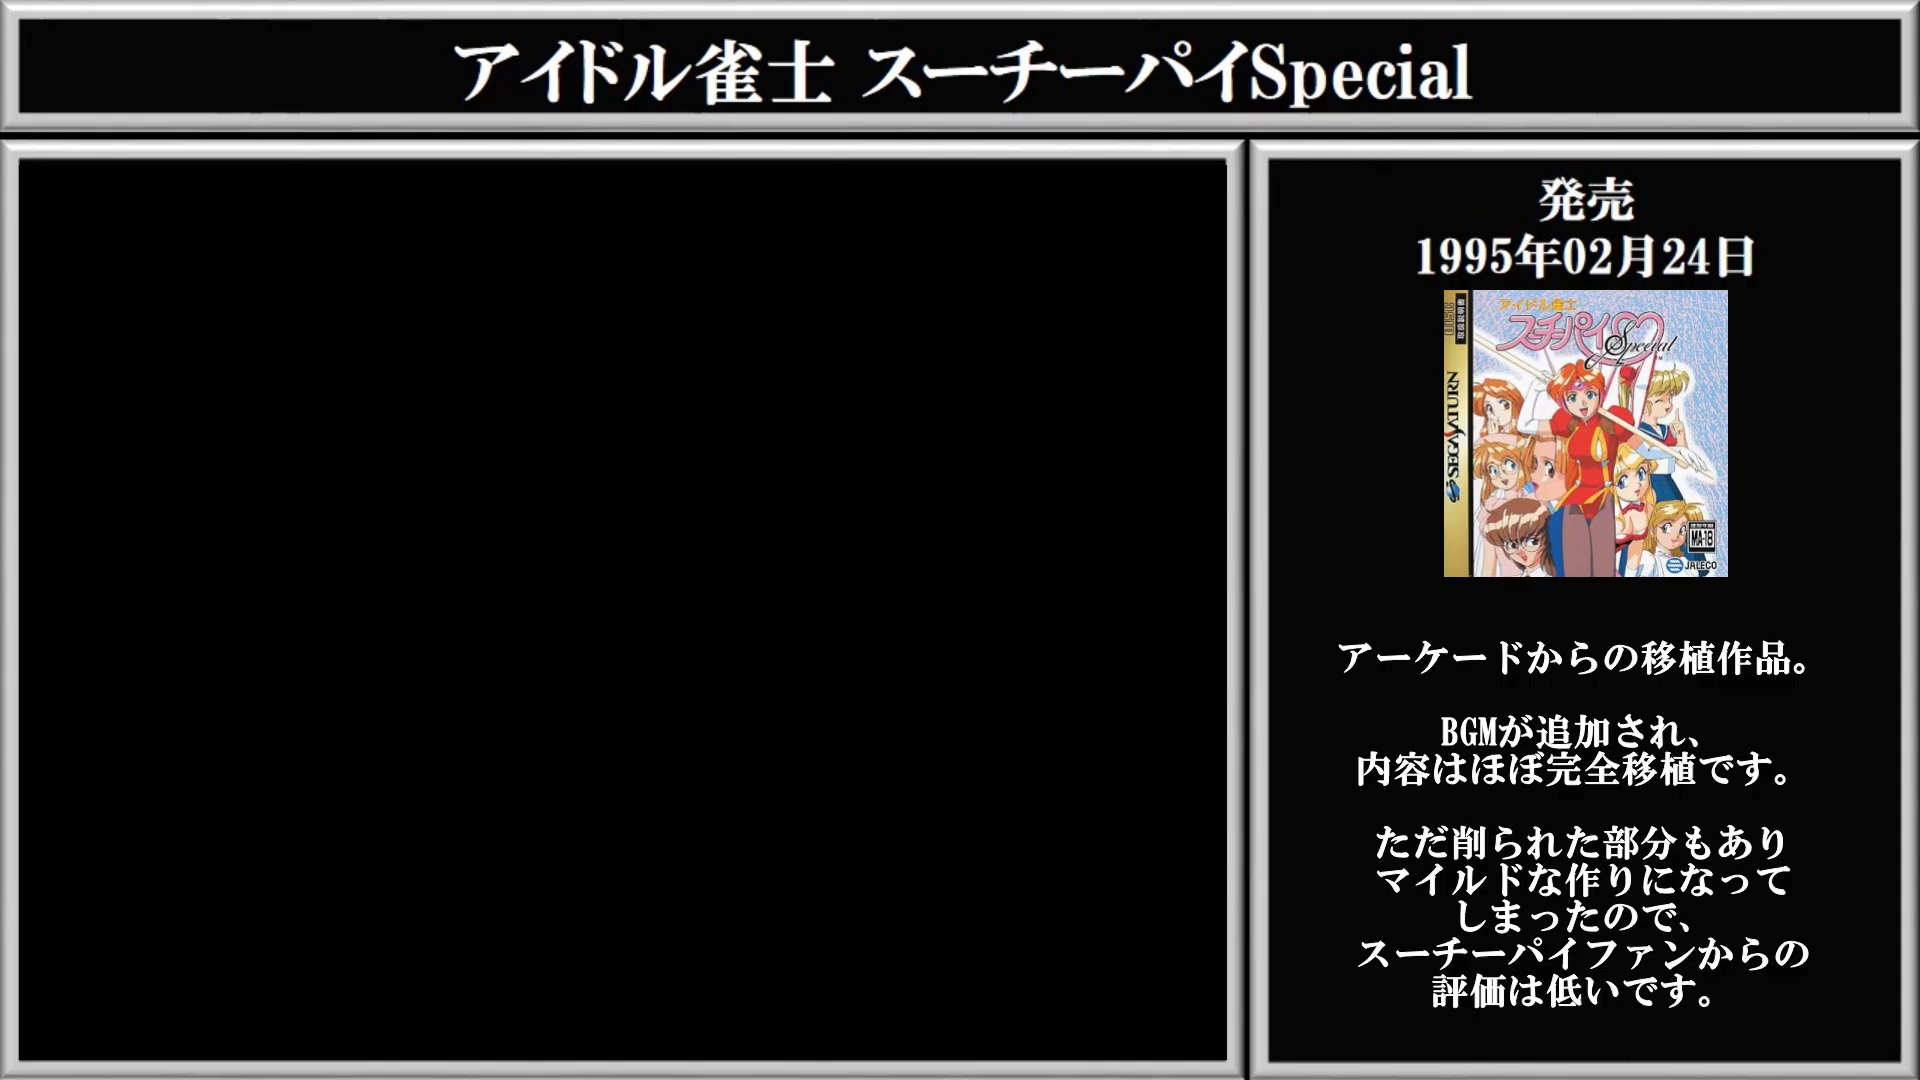 アイドル雀士 スーチーパイSpecial
発売
1995年02月24日
アイドル雀士
スーチーパイ
Special
SEGA SATURN
MA-18
JALECO
アーケードからの移植作品。
BGMが追加され、
内容はほぼ完全移植です。
ただ削られた部分もあり
マイルドな作りになって
しまったので、
スーチーパイファンからの
評価は低いです。